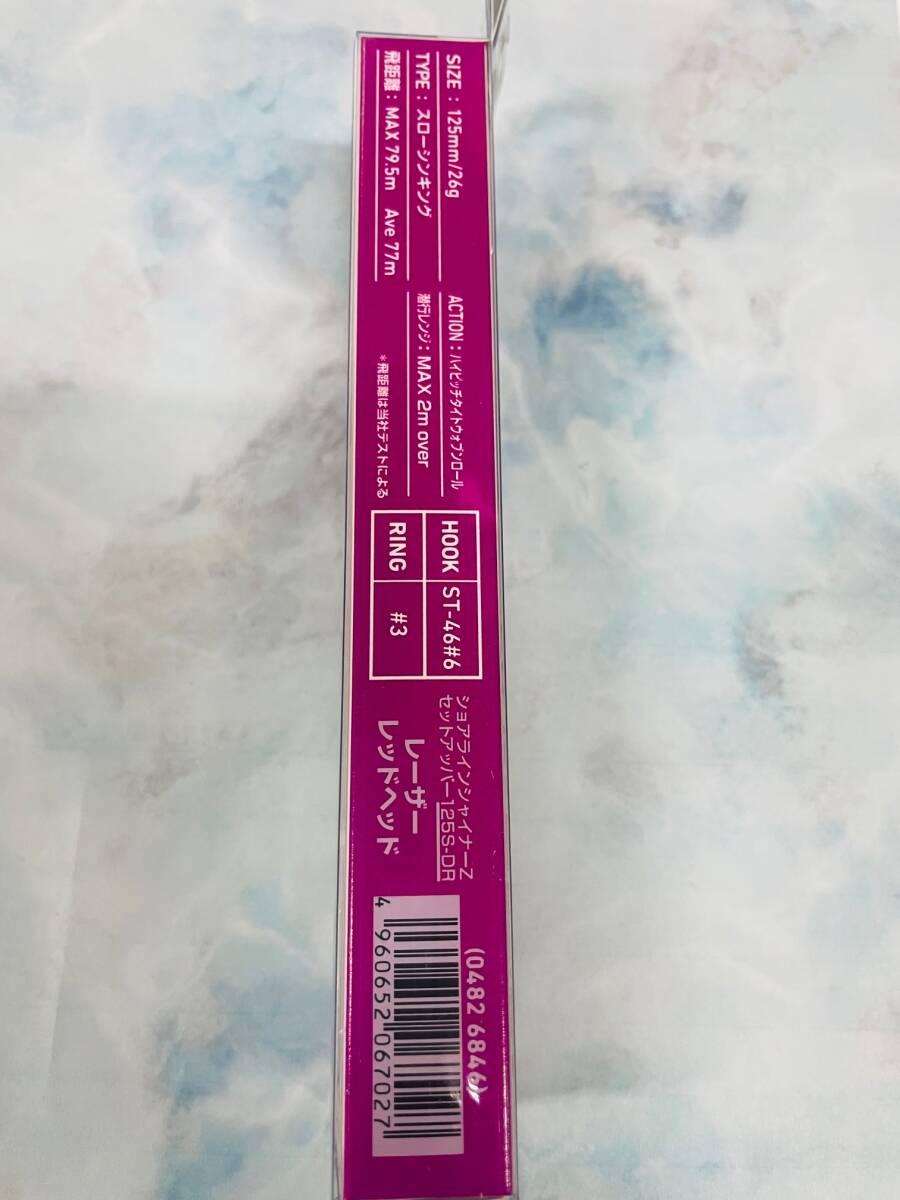 SIZE : 125mm/26g
TYPE : スローシンキング
飛距離 : MAX 79.5m Ave 77m
ACTION : ハイピッチタイトウォブンロール
潜行レンジ : MAX 2m over
*飛距離は当社テストによる
HOOK ST-46#6
RING #3
ショアラインシャイナーZ
セットアッパー125S-DR
レーザー
レッドヘッド
(0482 6846)
4 960652 067027